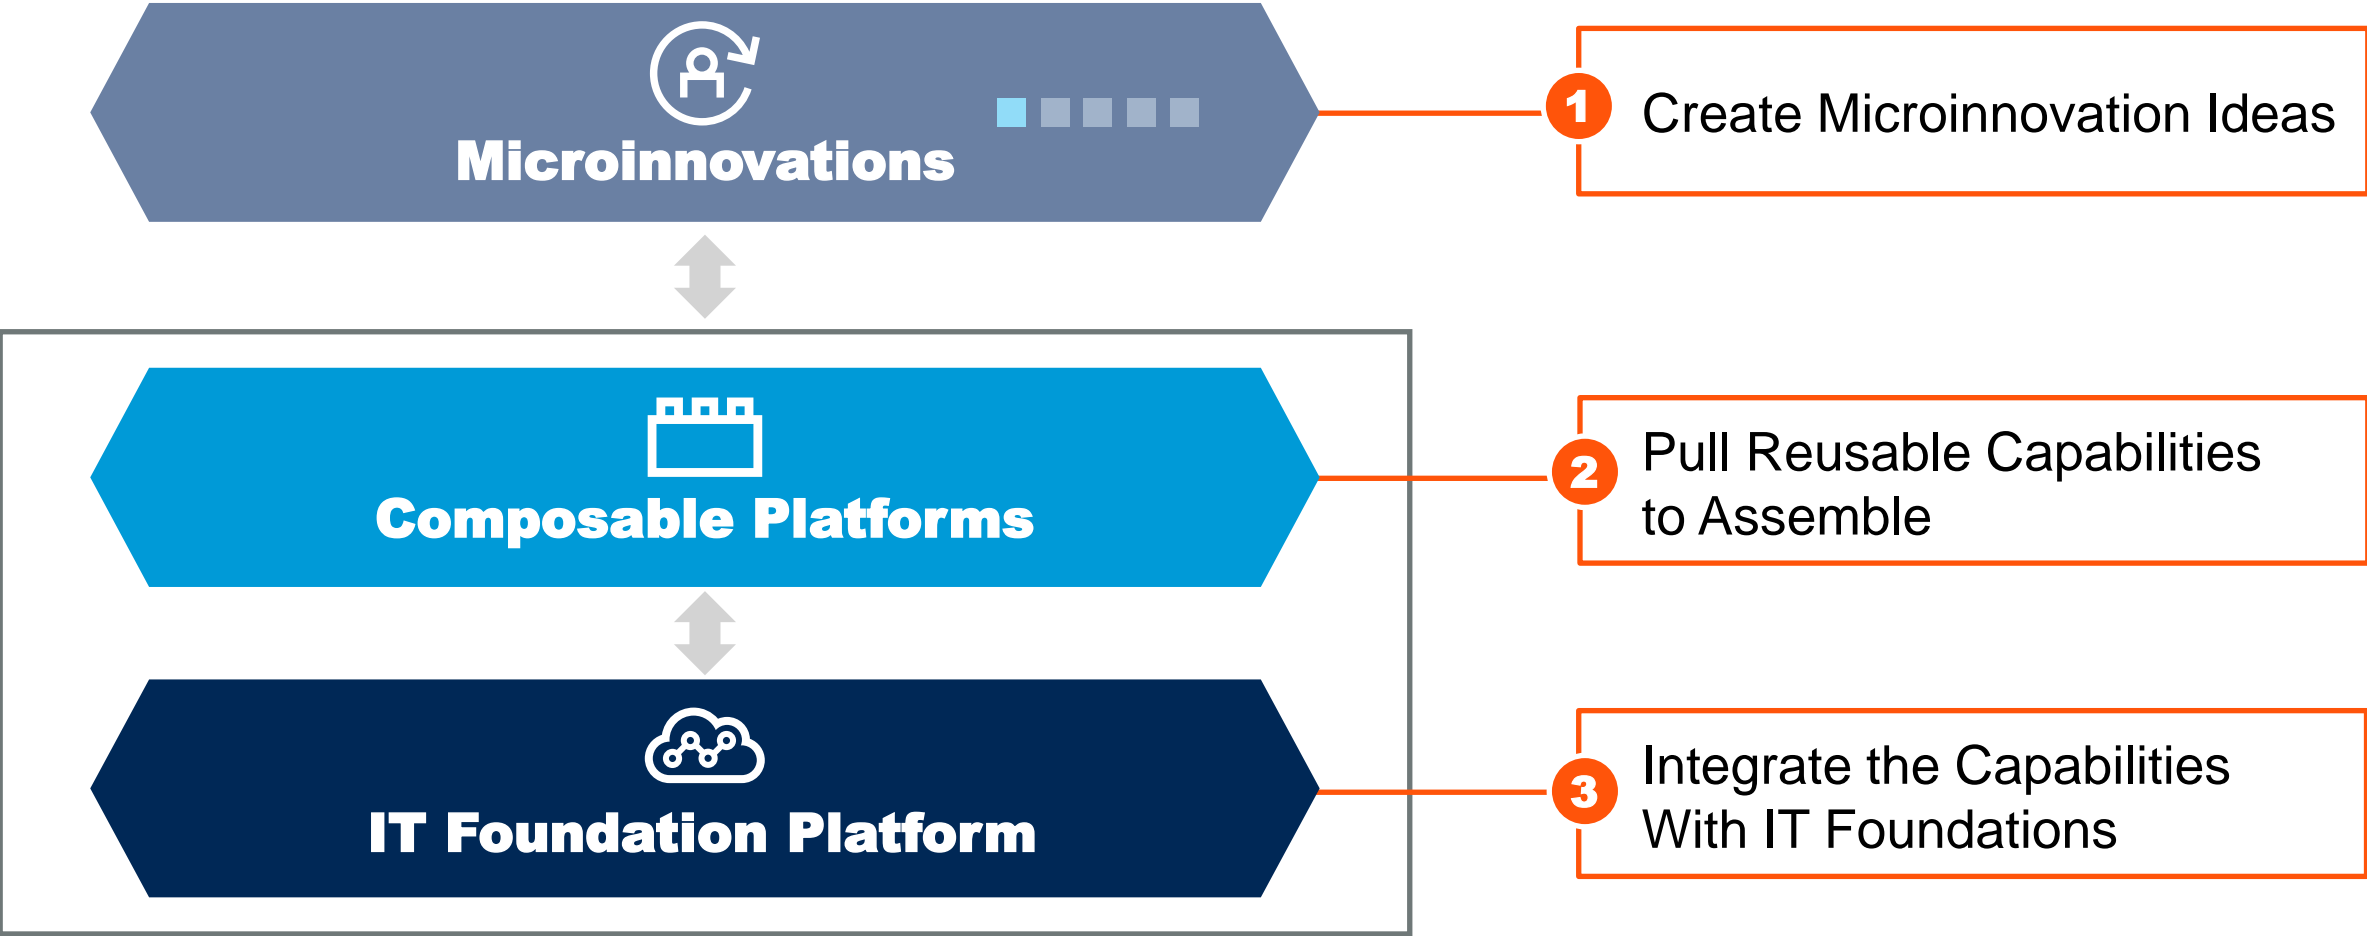 Microinnovations
1
Create Microinnovation Ideas
Composable Platforms
2
Pull Reusable Capabilities
to Assemble
IT Foundation Platform
3
Integrate the Capabilities
With IT Foundations